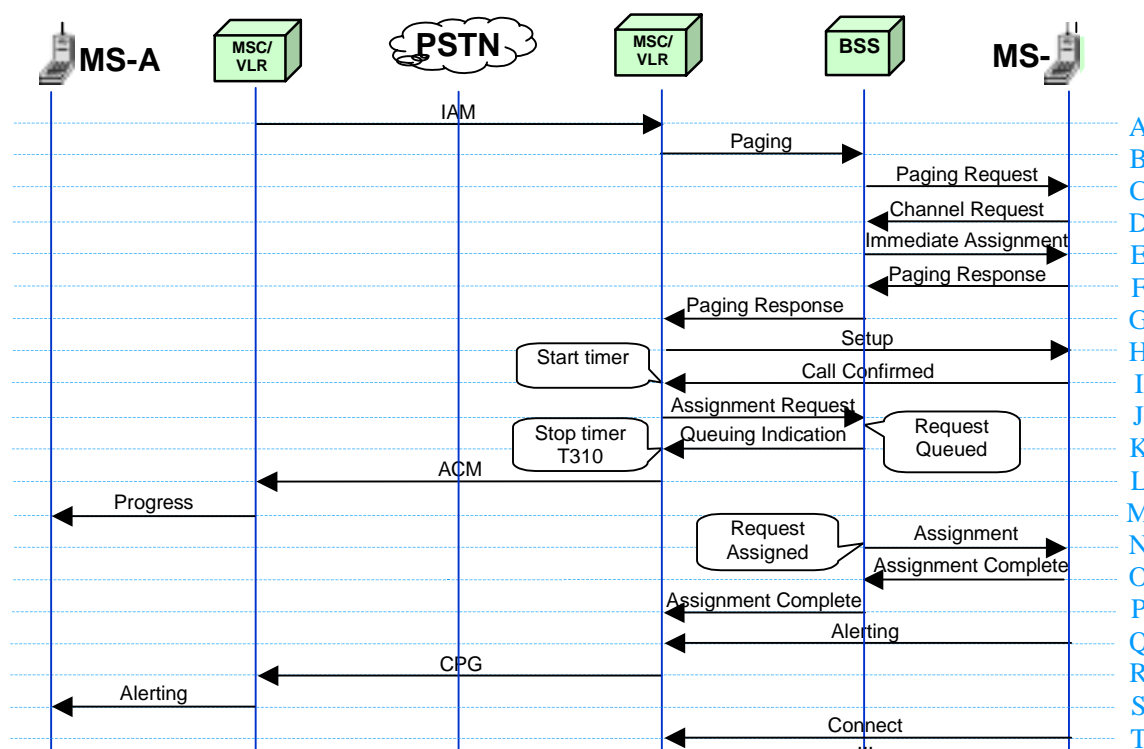 MS-A
MSC/
VLR
PSTN
MSC/
VLR
BSS
MS-
IAM
A
Paging
B
Paging Request
C
Channel Request
D
Immediate Assignment
E
Paging Response
F
Paging Response
G
Setup
H
Start timer
Call Confirmed
I
Assignment Request
J
Request
Queued
Stop timer
T310
Queuing Indication
K
ACM
L
Progress
M
Request
Assigned
Assignment
N
Assignment Complete
O
Assignment Complete
P
Alerting
Q
CPG
R
Alerting
S
Connect
T
...